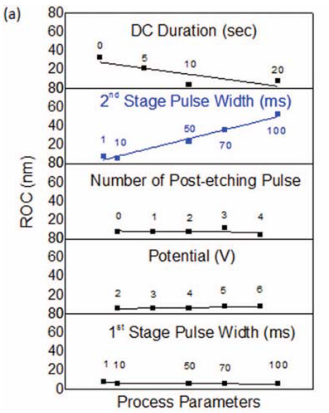 (a)
80
DC Duration (sec)
60
40
20
0 5 10 20
80
2nd Stage Pulse Width (ms)
60
40
20
1 10 50 70 100
80
Number of Post-etching Pulse
60
40
20
0 1 2 3 4
80
Potential (V)
60
40
20
2 3 4 5 6
80
1st Stage Pulse Width (ms)
60
40
20
0
1 10 50 70 100
ROC (nm)
Process Parameters